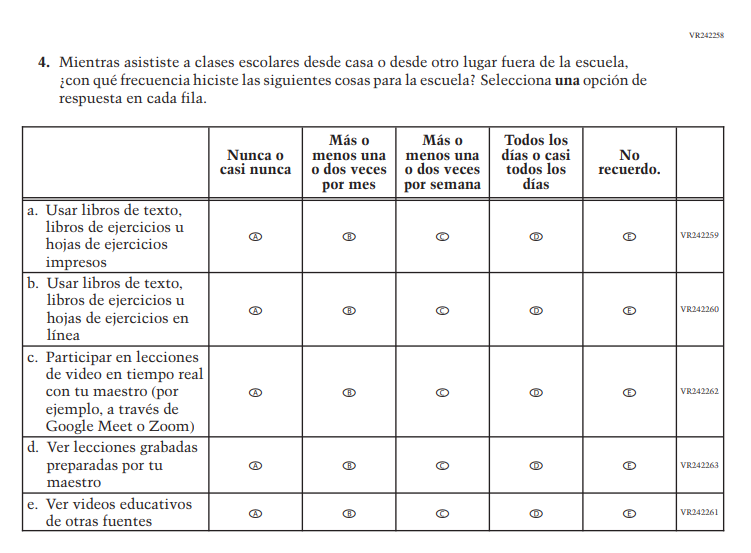 VR242258
4. Mientras asististe a clases escolares desde casa o desde otro lugar fuera de la escuela,
¿con qué frecuencia hiciste las siguientes cosas para la escuela? Selecciona una opción de
respuesta en cada fila.
Nunca o
casi nunca
Más o
menos una
o dos veces
por mes
Más o
menos una
o dos veces
por semana
Todos los
días o casi
todos los
días
No
recuerdo.
a. Usar libros de texto,
libros de ejercicios u
hojas de ejercicios
impresos
A B C D E VR242259
b. Usar libros de texto,
libros de ejercicios u
hojas de ejercicios en
línea
A B C D E VR242260
c. Participar en lecciones
de video en tiempo real
con tu maestro (por
ejemplo, a través de
Google Meet o Zoom)
A B C D E VR242262
d. Ver lecciones grabadas
preparadas por tu
maestro
A B C D E VR242263
e. Ver videos educativos
de otras fuentes
A B C D E VR242261